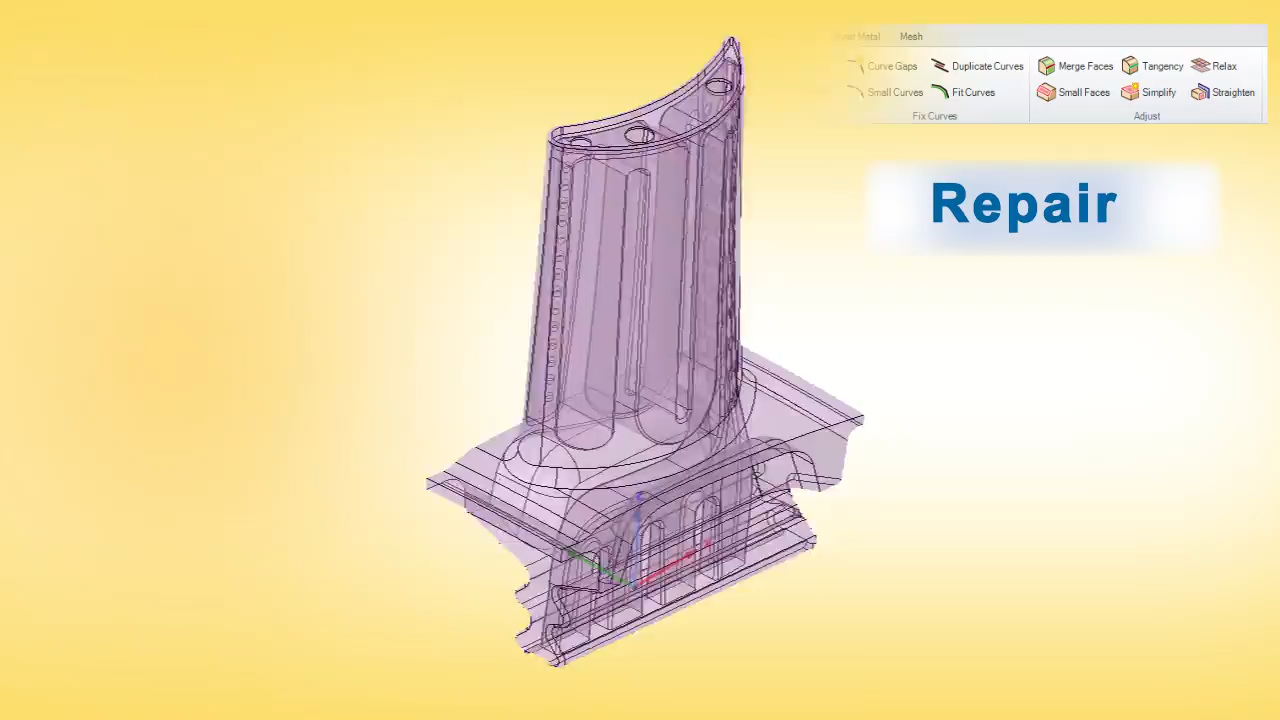 Metal Mesh
Curve Gaps Duplicate Curves Merge Faces Tangency Relax
Small Curves Fit Curves Small Faces Simplify Straighten
Fix Curves Adjust
Repair